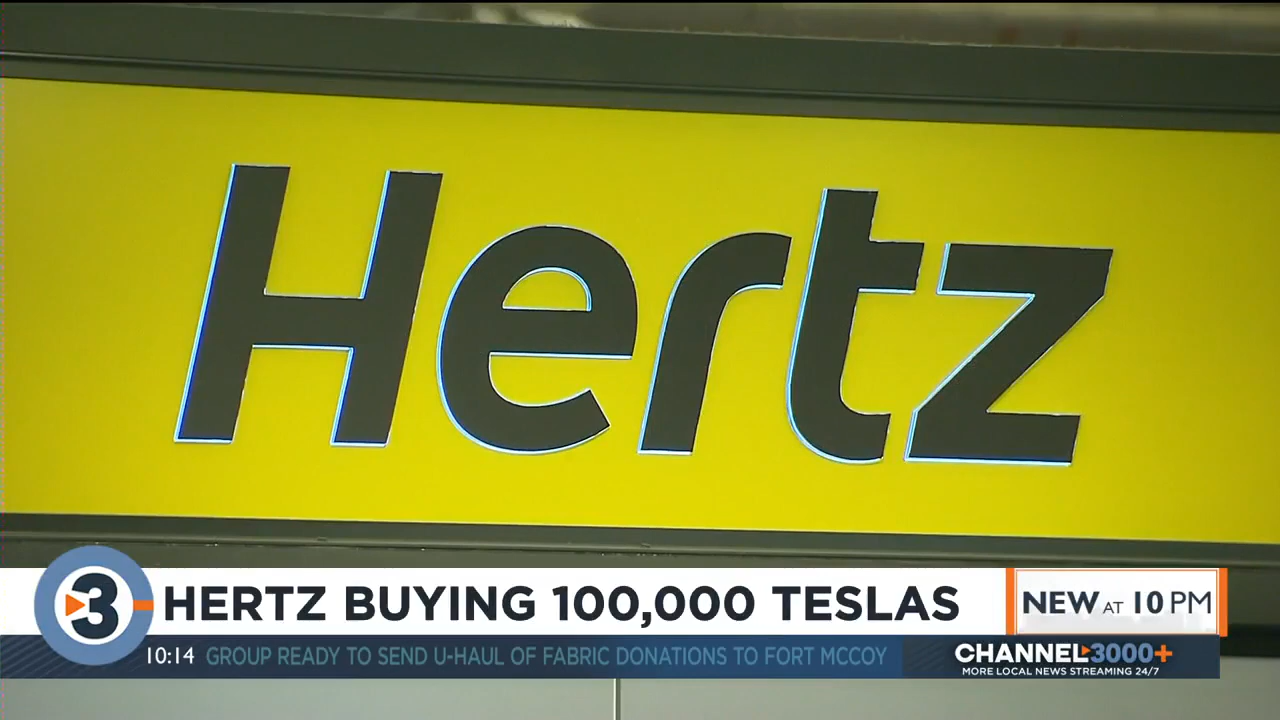 Hertz
3
HERTZ BUYING 100,000 TESLAS
NEW AT 10 PM
10:14 GROUP READY TO SEND U-HAUL OF FABRIC DONATIONS TO FORT MCCOY
CHANNEL3000+
MORE LOCAL NEWS STREAMING 24/7